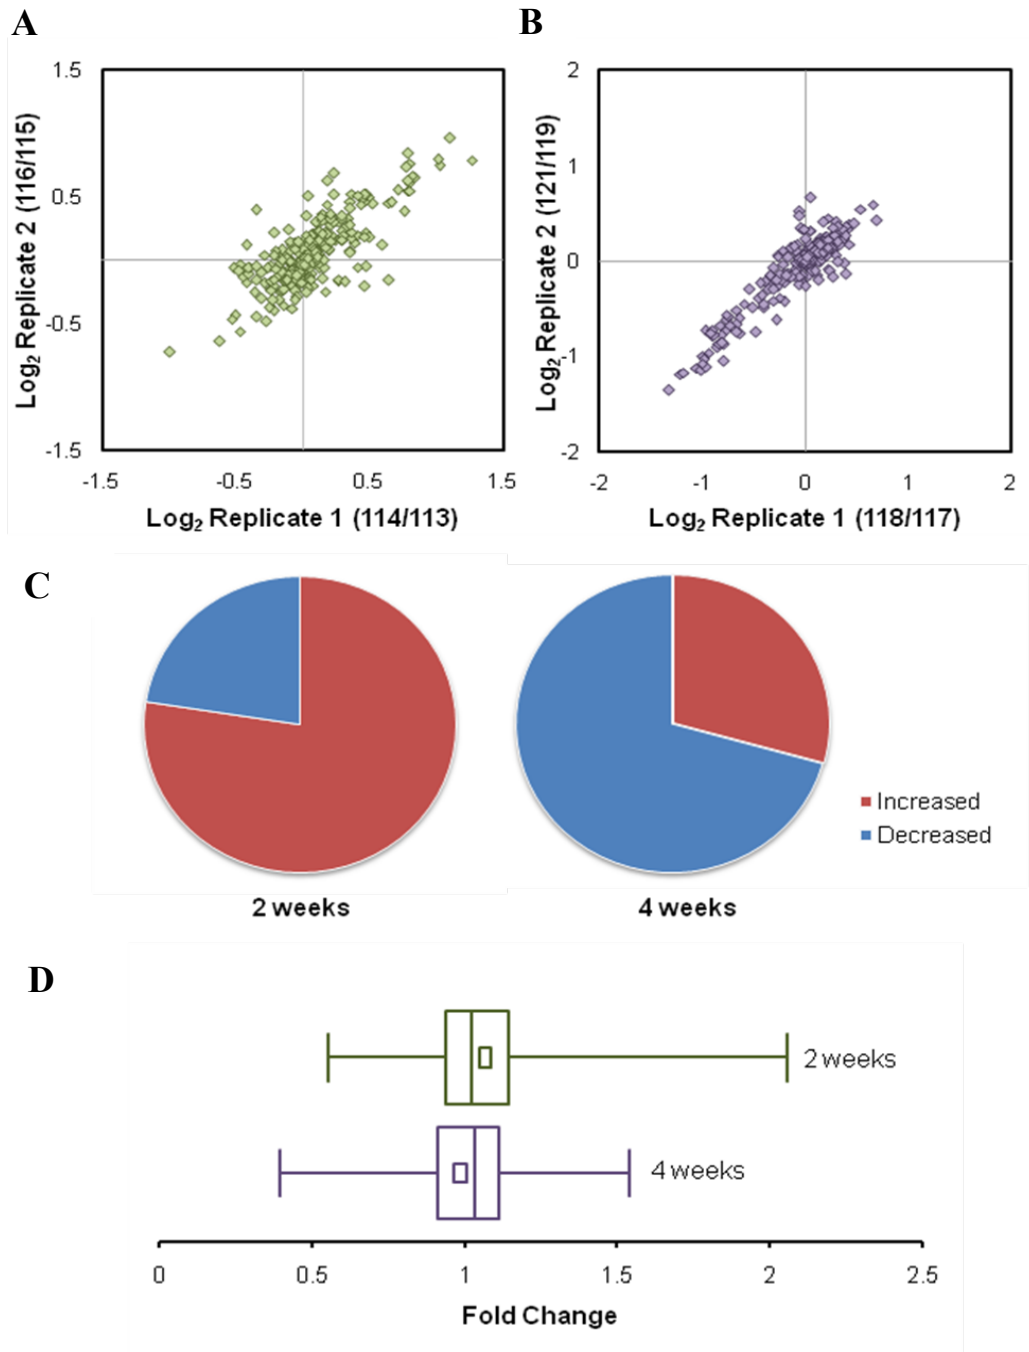 A
B
1.5
0.5
-0.5
-1.5
-1.5
-0.5
0.5
1.5
Log2 Replicate 2 (116/115)
Log2 Replicate 1 (114/113)
2
1
0
-1
-2
-2
-1
0
1
2
Log2 Replicate 2 (121/119)
Log2 Replicate 1 (118/117)
C
Increased
Decreased
2 weeks
4 weeks
D
2 weeks
4 weeks
0
0.5
1
1.5
2
2.5
Fold Change